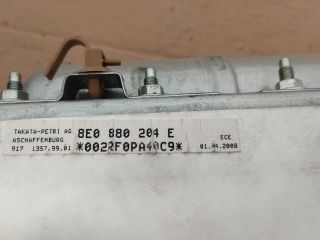 TAKATA-PETRI AG
ASCHAFFENBURG
917 1357.99.01
8E0 880 204 E
*002RF0PA40C9*
ECE
01.04.2008